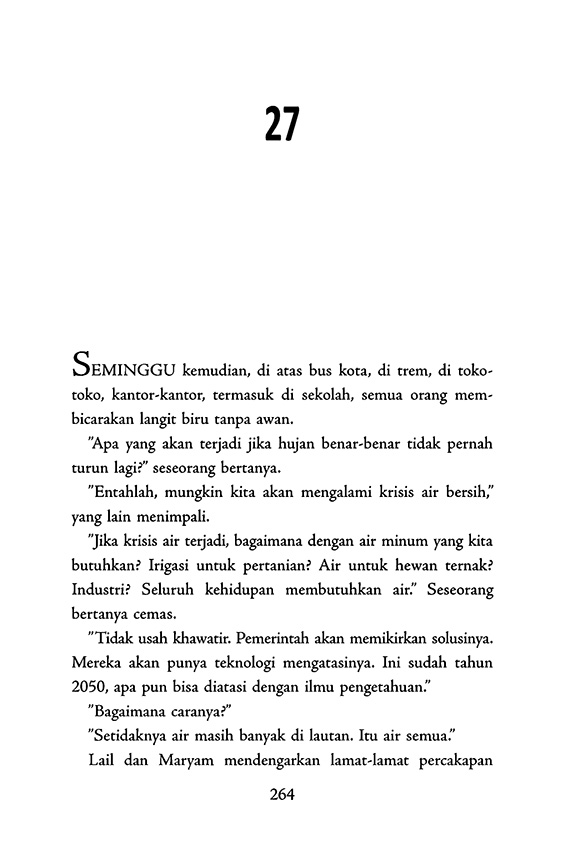 27
SEMINGGU kemudian, di atas bus kota, di trem, di toko-
toko, kantor-kantor, termasuk di sekolah, semua orang mem-
bicarakan langit biru tanpa awan.
”Apa yang akan terjadi jika hujan benar-benar tidak pernah
turun lagi?” seseorang bertanya.
”Entahlah, mungkin kita akan mengalami krisis air bersih,”
yang lain menimpali.
”Jika krisis air terjadi, bagaimana dengan air minum yang kita
butuhkan? Irigasi untuk pertanian? Air untuk hewan ternak?
Industri? Seluruh kehidupan membutuhkan air.” Seseorang
bertanya cemas.
”Tidak usah khawatir. Pemerintah akan memikirkan solusinya.
Mereka akan punya teknologi mengatasinya. Ini sudah tahun
2050, apa pun bisa diatasi dengan ilmu pengetahuan.”
”Bagaimana caranya?”
”Setidaknya air masih banyak di lautan. Itu air semua.”
Lail dan Maryam mendengarkan lamat-lamat percakapan
264